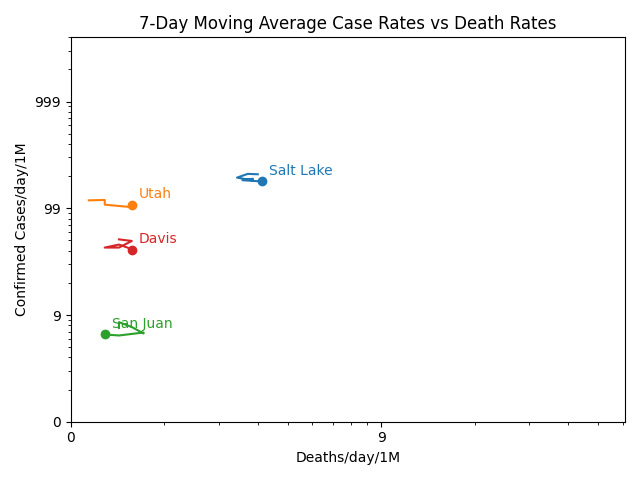 7-Day Moving Average Case Rates vs Death Rates
Confirmed Cases/day/1M
999
99
9
0
Salt Lake
Utah
Davis
San Juan
0
9
Deaths/day/1M